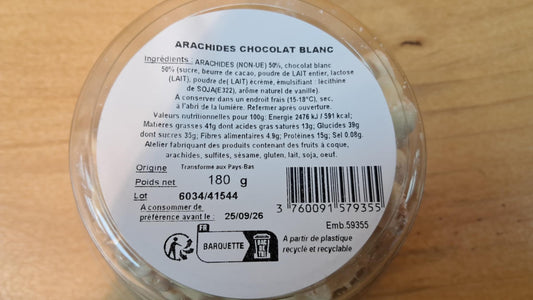 ARACHIDES CHOCOLAT BLANC
Ingrédients : ARACHIDES (NON-UE) 50%, chocolat blanc
50% (sucre, beurre de cacao, poudre de LAIT entier, lactose
(LAIT), poudre de( LAIT) écrémé, émulsifiant : lécithine
de SOJA(E322), arôme naturel de vanille).
A conserver dans un endroit frais (15-18°C), sec,
à l'abri de la lumière. Refermer après ouverture.
Valeurs nutritionnelles pour 100g: Energie 2476 kJ / 591 kcal;
Matières grasses 41g dont acides gras saturés 13g; Glucides 39g
dont sucres 35g; Fibres alimentaires 4.9g; Protéines 15g; Sel 0.08g.
Atelier fabriquant des produits contenant des fruits à coque,
arachides, sulfites, sésame, gluten, lait, soja, oeuf.
Origine Transformé aux Pays-Bas
Poids net 180 g
Lot 6034/41544
A consommer de
préférence avant le : 25/09/26
3 760091 579355
Emb.59355
FR
BARQUETTE
BAC
DE
TRI
A partir de plastique
recyclé et recyclable